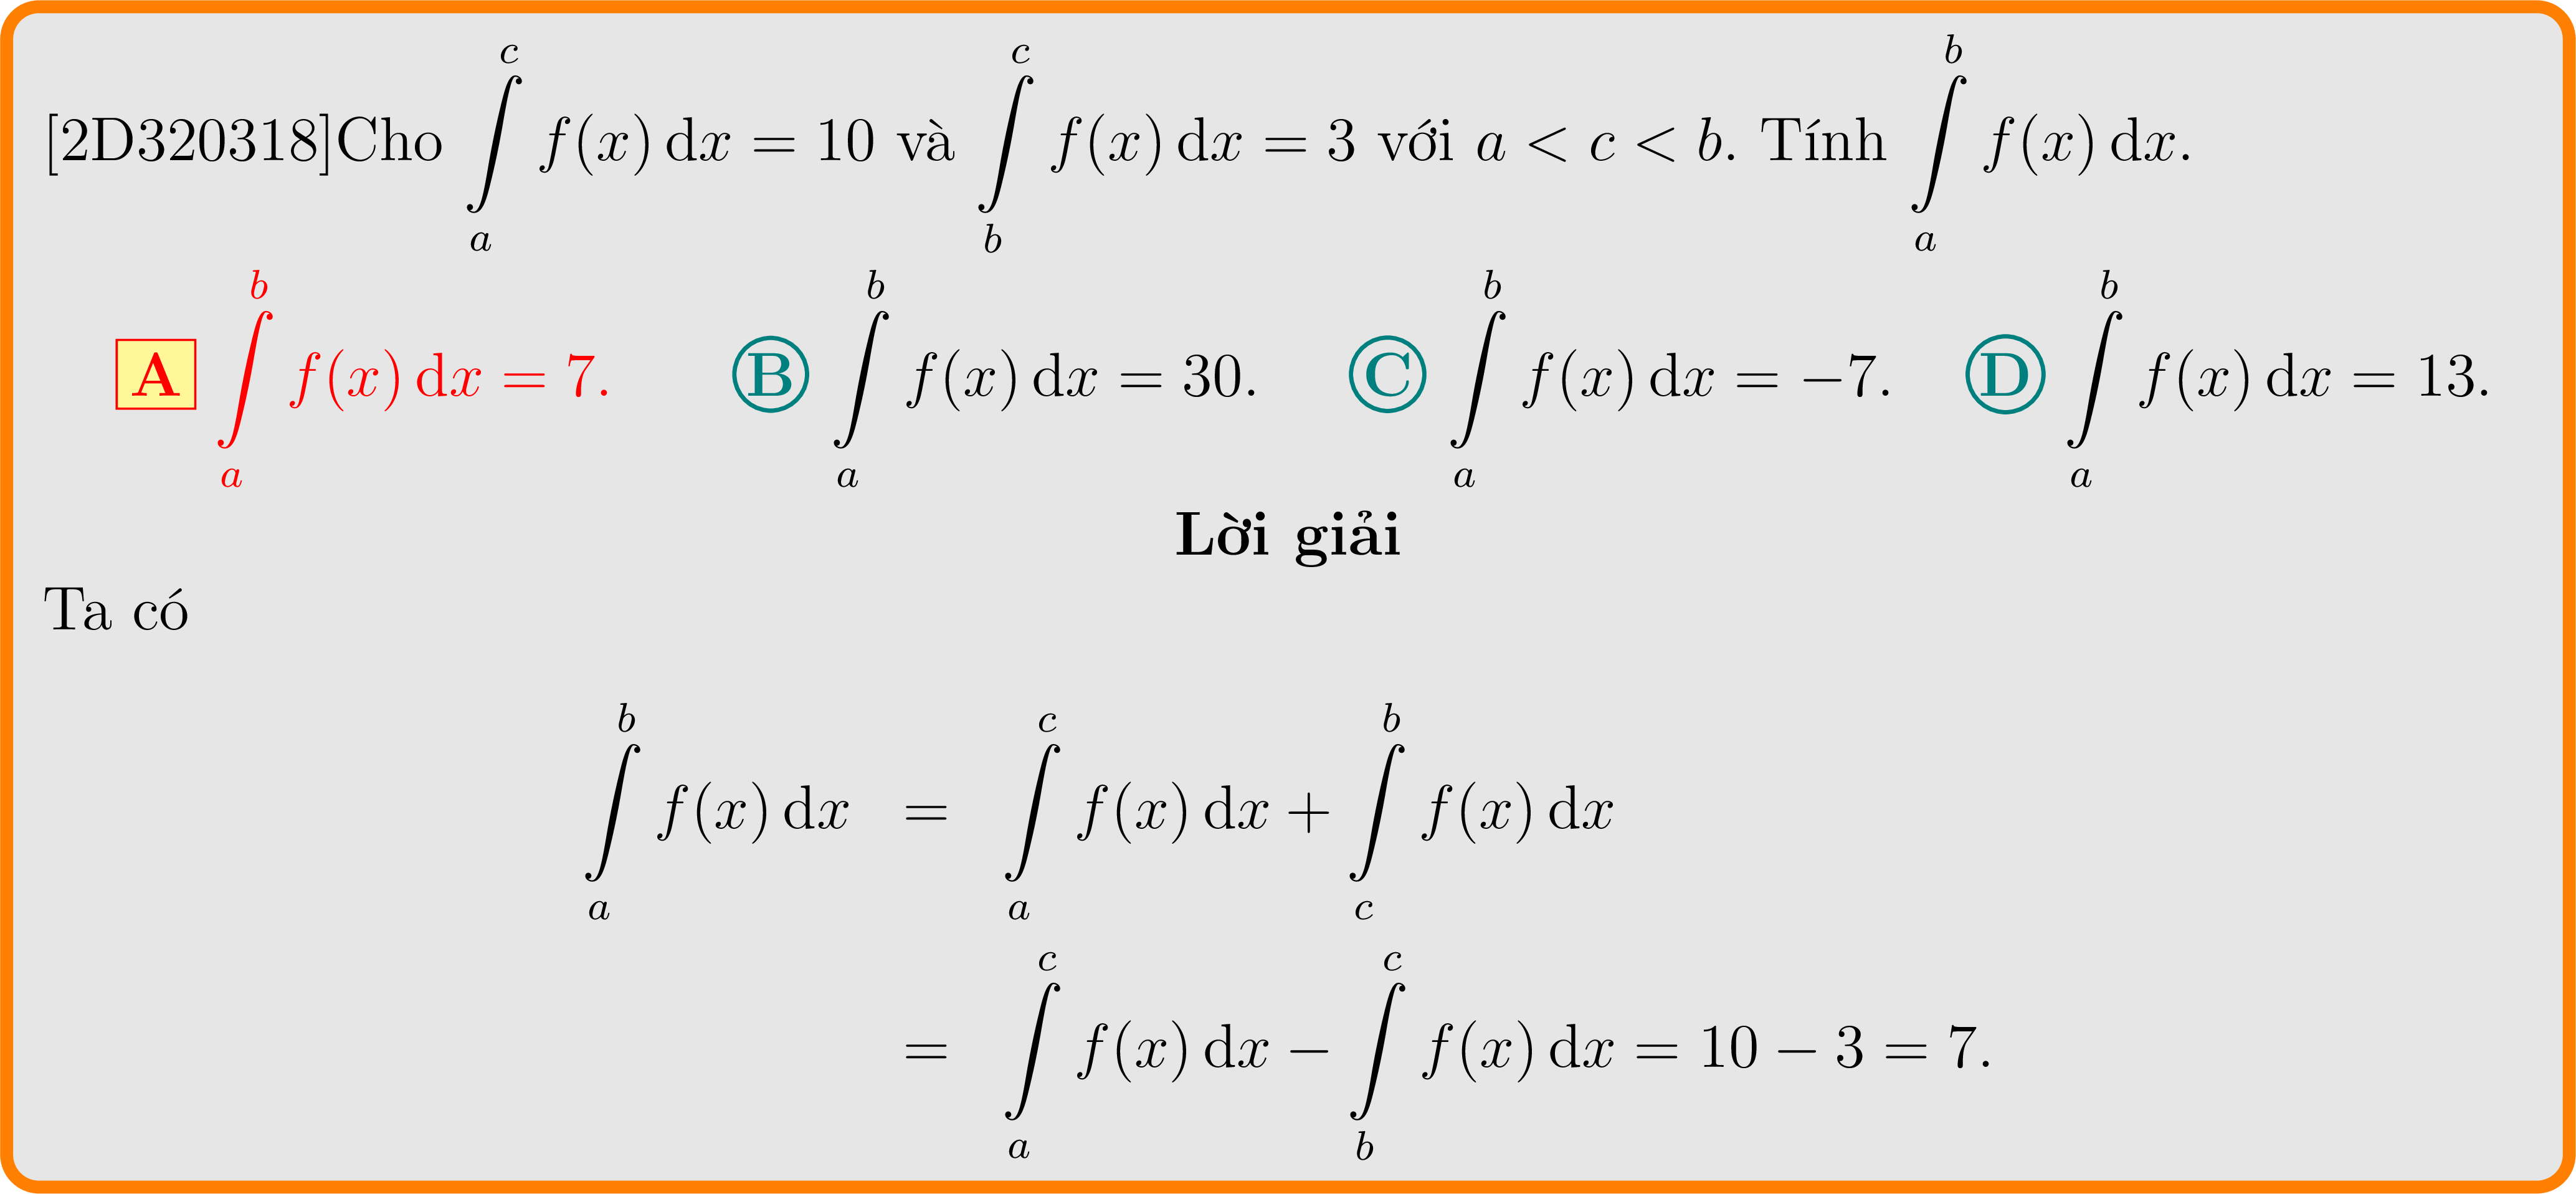 [2D320318]Cho $\int\limits_a^c f(x)\,\mathrm{d}x = 10$ và $\int\limits_b^c f(x)\,\mathrm{d}x = 3$ với $a < c < b$. Tính $\int\limits_a^b f(x)\,\mathrm{d}x$.
A $\int\limits_a^b f(x)\,\mathrm{d}x = 7$. B $\int\limits_a^b f(x)\,\mathrm{d}x = 30$. C $\int\limits_a^b f(x)\,\mathrm{d}x = -7$. D $\int\limits_a^b f(x)\,\mathrm{d}x = 13$.
Lời giải
Ta có
$\int\limits_a^b f(x)\,\mathrm{d}x = \int\limits_a^c f(x)\,\mathrm{d}x + \int\limits_c^b f(x)\,\mathrm{d}x$
$= \int\limits_a^c f(x)\,\mathrm{d}x - \int\limits_b^c f(x)\,\mathrm{d}x = 10 - 3 = 7.$